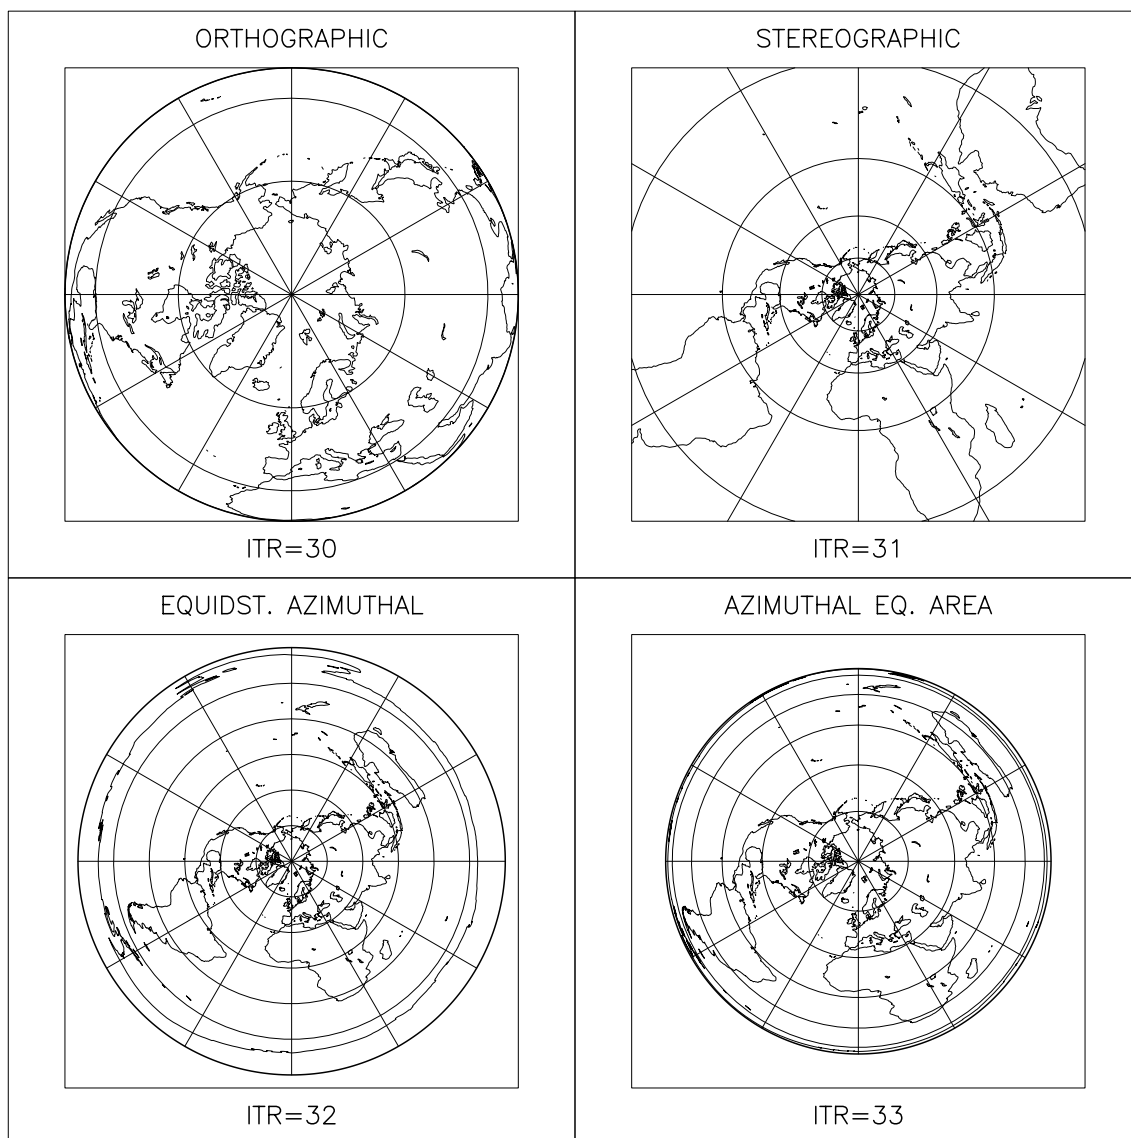 ORTHOGRAPHIC
STEREOGRAPHIC
ITR=30
ITR=31
EQUIDST. AZIMUTHAL
AZIMUTHAL EQ. AREA
ITR=32
ITR=33